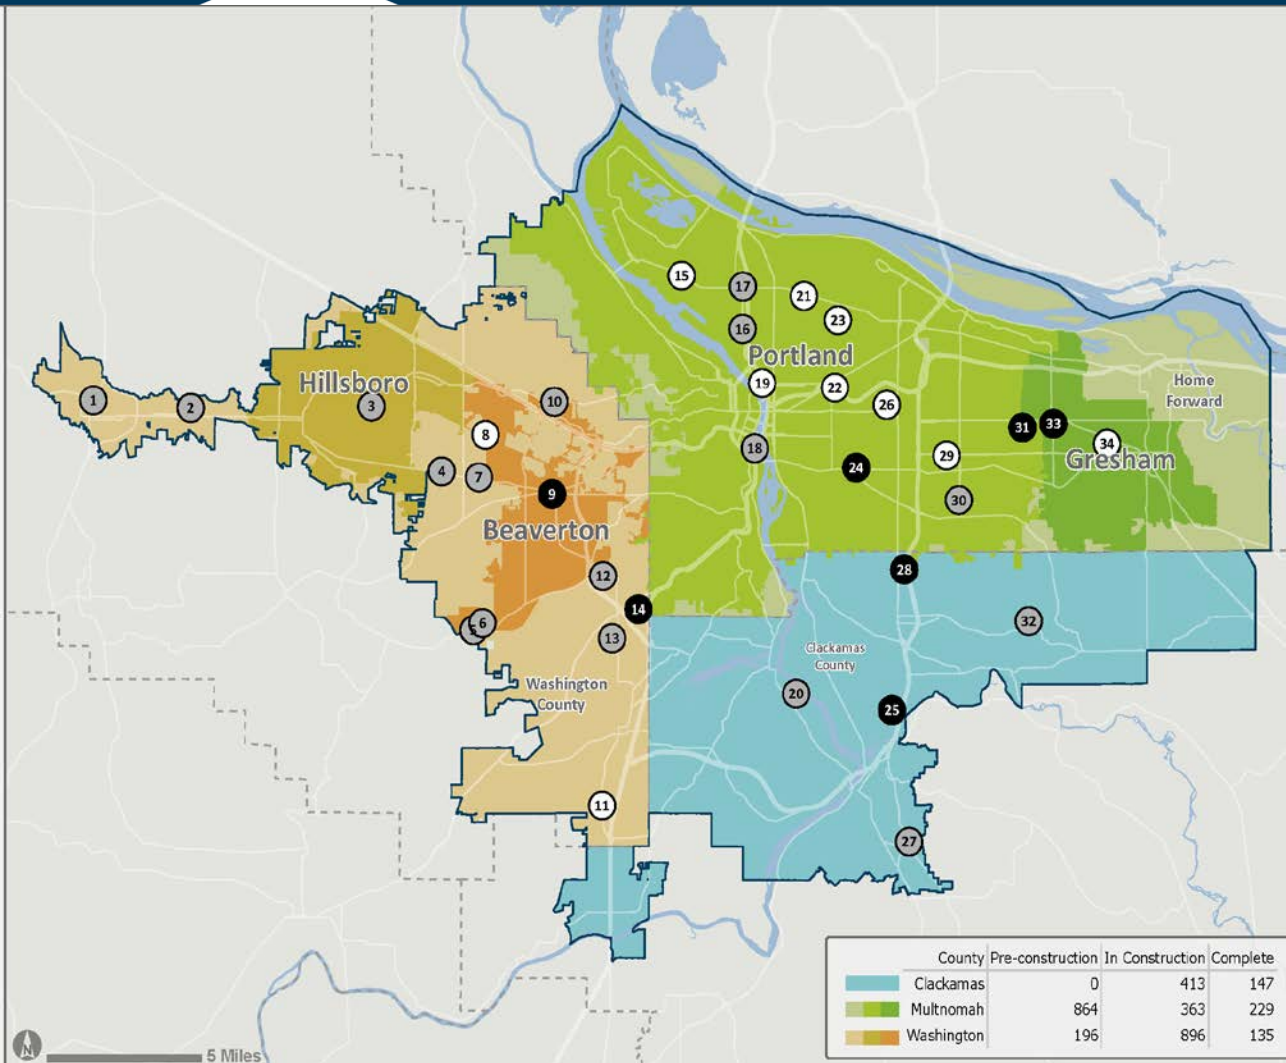 15
17
21
23
16
Portland
19
22
Hillsboro
Home
Forward
1
2
3
10
26
8
31
33
34
Gresham
4
7
18
24
29
9
30
Beaverton
12
28
14
5
6
13
32
Clackamas
County
Washington
County
20
25
11
27
County Pre-construction In Construction Complete
Clackamas 0 413 147
Multnomah 864 363 229
Washington 196 896 135
N
5 Miles